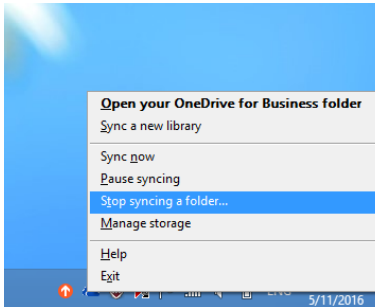 Open your OneDrive for Business folder
Sync a new library
Sync now
Pause syncing
Stop syncing a folder...
Manage storage
Help
Exit
ENG
5/11/2016